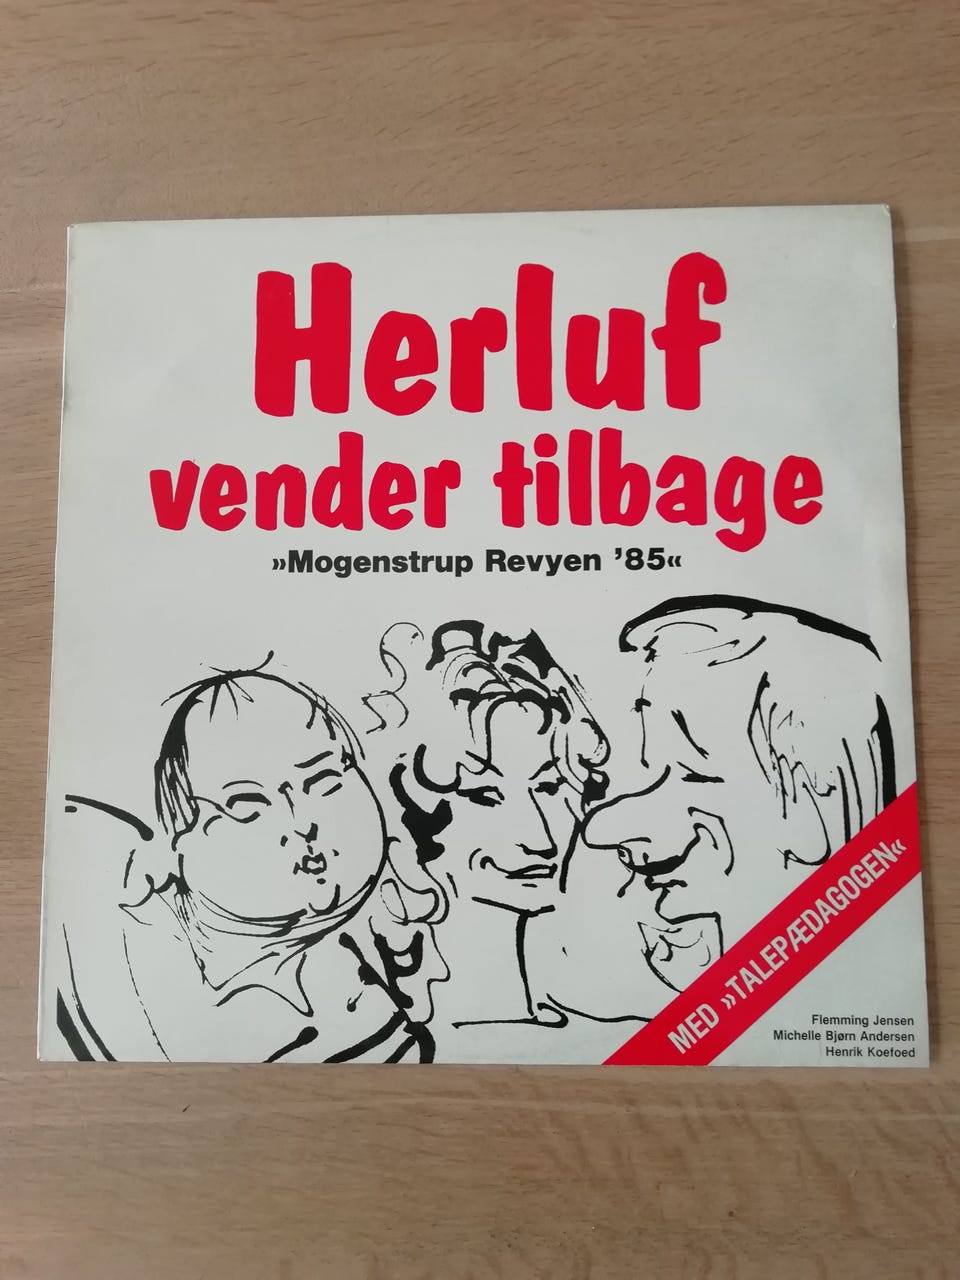 Herluf
vender tilbage
»Mogenstrup Revyen ’85«
MED »TALEPÆDAGOGEN«
Flemming Jensen
Michelle Bjørn Andersen
Henrik Koefoed